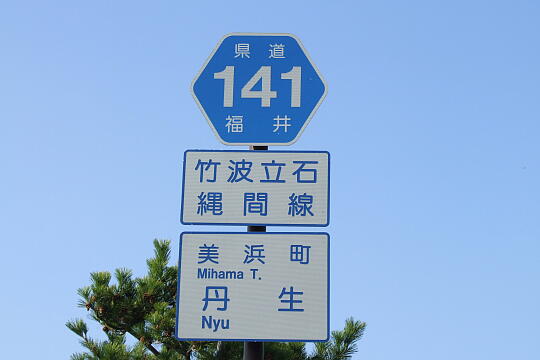 県道
141
福井
竹波立石
縄間線
美浜町
Mihama T.
丹生
Nyu